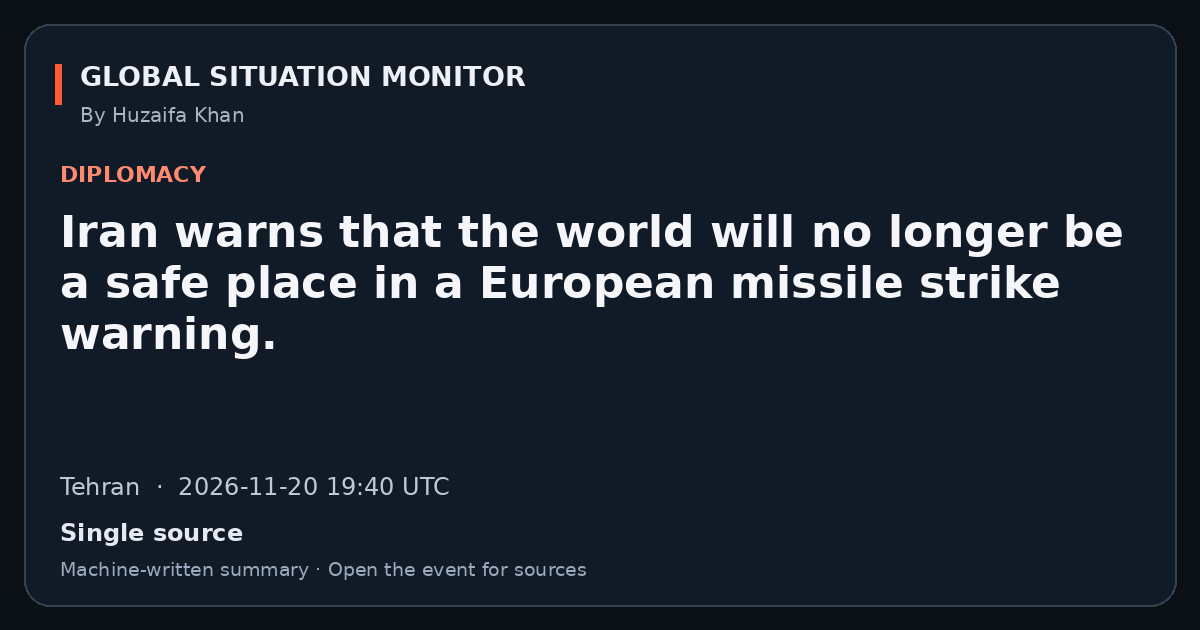 GLOBAL SITUATION MONITOR
By Huzaifa Khan
DIPLOMACY
Iran warns that the world will no longer be
a safe place in a European missile strike
warning.
Tehran · 2026-11-20 19:40 UTC
Single source
Machine-written summary · Open the event for sources